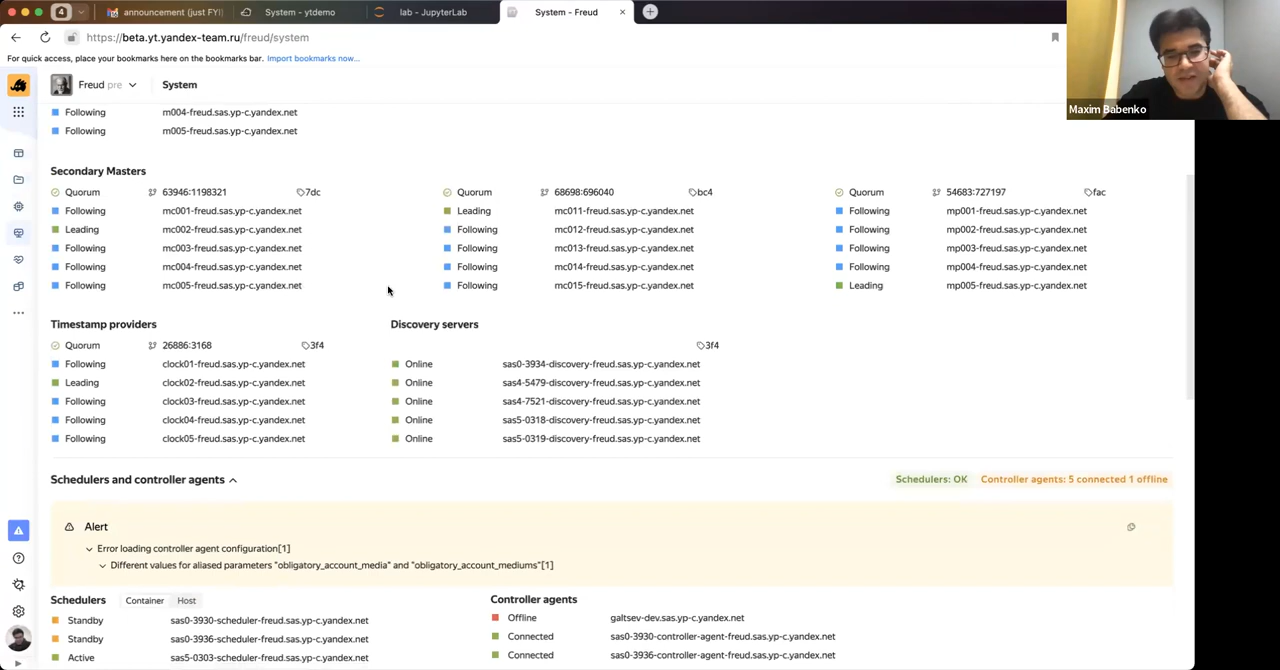 4
announcement (just FYI
System - ytdemo
lab - JupyterLab
System - Freud
https://beta.yt.yandex-team.ru/freud/system
For quick access, place your bookmarks here on the bookmarks bar. Import bookmarks now...
Maxim Babenko
Freud pre
System
Following m004-freud.sas.yp-c.yandex.net
Following m005-freud.sas.yp-c.yandex.net
Secondary Masters
Quorum 63946:1198321 7dc Quorum 68698:696040 bc4 Quorum 54683:727197 fac
Following mc001-freud.sas.yp-c.yandex.net Leading mc011-freud.sas.yp-c.yandex.net Following mp001-freud.sas.yp-c.yandex.net
Leading mc002-freud.sas.yp-c.yandex.net Following mc012-freud.sas.yp-c.yandex.net Following mp002-freud.sas.yp-c.yandex.net
Following mc003-freud.sas.yp-c.yandex.net Following mc013-freud.sas.yp-c.yandex.net Following mp003-freud.sas.yp-c.yandex.net
Following mc004-freud.sas.yp-c.yandex.net Following mc014-freud.sas.yp-c.yandex.net Following mp004-freud.sas.yp-c.yandex.net
Following mc005-freud.sas.yp-c.yandex.net Following mc015-freud.sas.yp-c.yandex.net Leading mp005-freud.sas.yp-c.yandex.net
Timestamp providers Discovery servers
Quorum 26886:3168 3f4 3f4
Following clock01-freud.sas.yp-c.yandex.net Online sas0-3934-discovery-freud.sas.yp-c.yandex.net
Leading clock02-freud.sas.yp-c.yandex.net Online sas4-5479-discovery-freud.sas.yp-c.yandex.net
Following clock03-freud.sas.yp-c.yandex.net Online sas4-7521-discovery-freud.sas.yp-c.yandex.net
Following clock04-freud.sas.yp-c.yandex.net Online sas5-0318-discovery-freud.sas.yp-c.yandex.net
Following clock05-freud.sas.yp-c.yandex.net Online sas5-0319-discovery-freud.sas.yp-c.yandex.net
Schedulers and controller agents Schedulers: OK Controller agents: 5 connected 1 offline
Alert
Error loading controller agent configuration[1]
Different values for aliased parameters "obligatory_account_media" and "obligatory_account_mediums"[1]
Schedulers Container Host Controller agents
Standby sas0-3930-scheduler-freud.sas.yp-c.yandex.net Offline galtsev-dev.sas.yp-c.yandex.net
Standby sas0-3936-scheduler-freud.sas.yp-c.yandex.net Connected sas0-3930-controller-agent-freud.sas.yp-c.yandex.net
Active sas5-0303-scheduler-freud.sas.yp-c.yandex.net Connected sas0-3936-controller-agent-freud.sas.yp-c.yandex.net